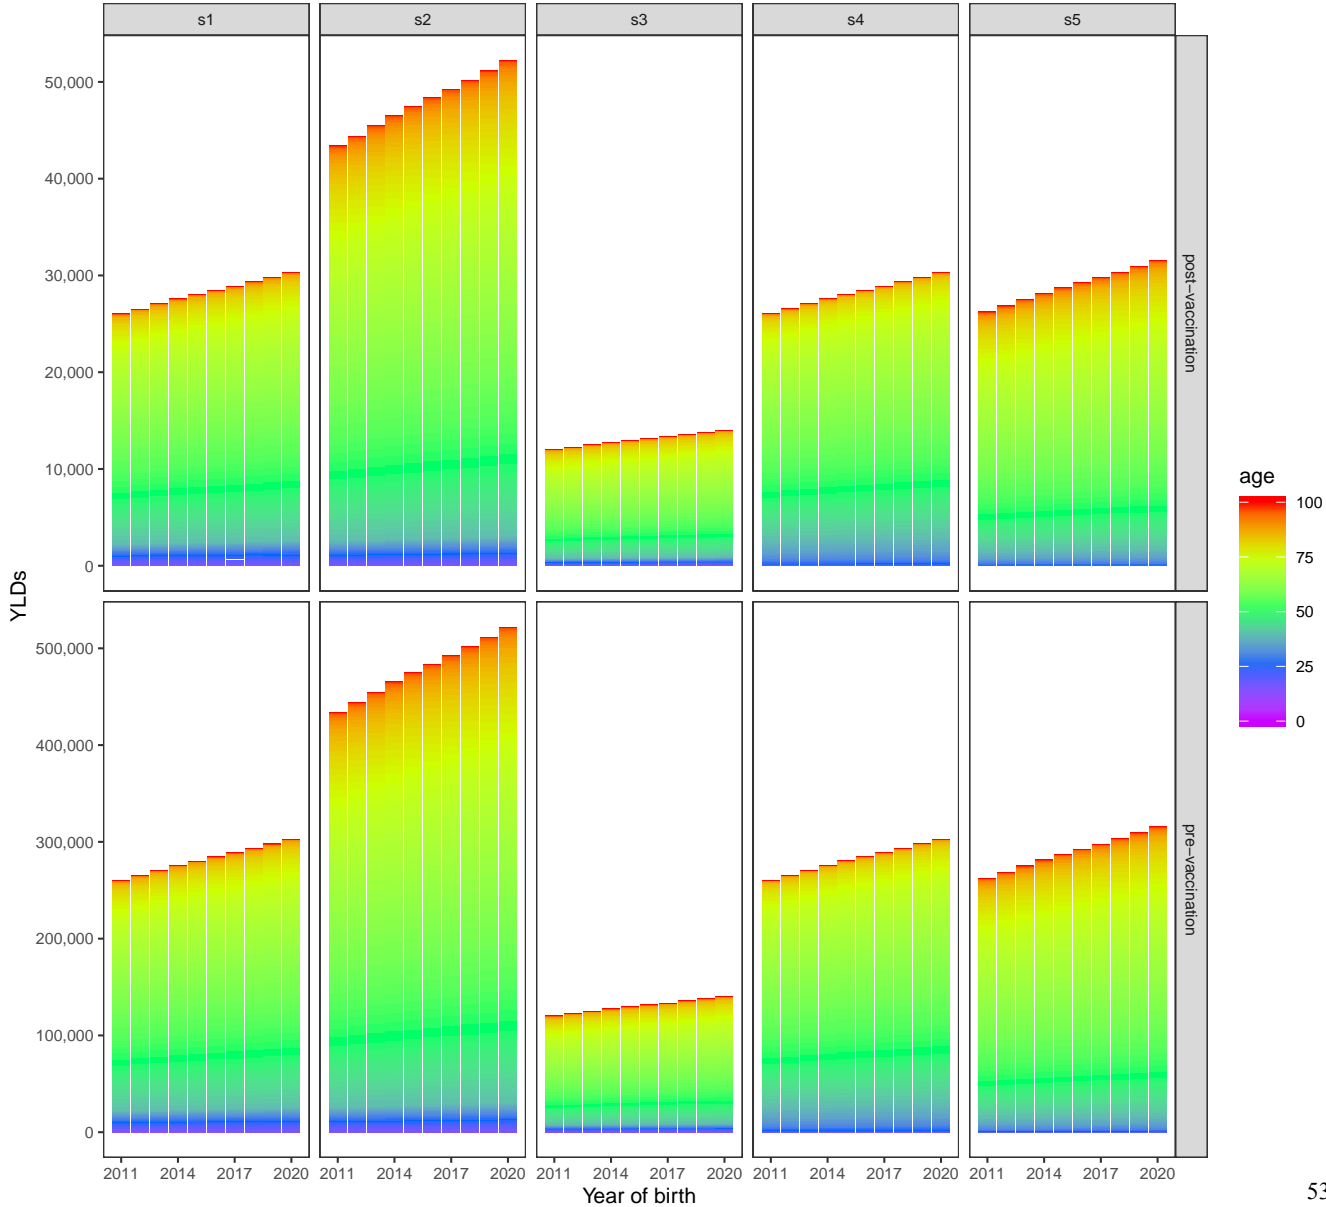 s1 s2 s3 s4 s5
50,000
40,000
30,000
20,000
10,000
0
post−vaccination
500,000
400,000
300,000
200,000
100,000
0
pre−vaccination
2011 2014 2017 2020 2011 2014 2017 2020 2011 2014 2017 2020 2011 2014 2017 2020 2011 2014 2017 2020
Year of birth
YLDs
age
100
75
50
25
0
53